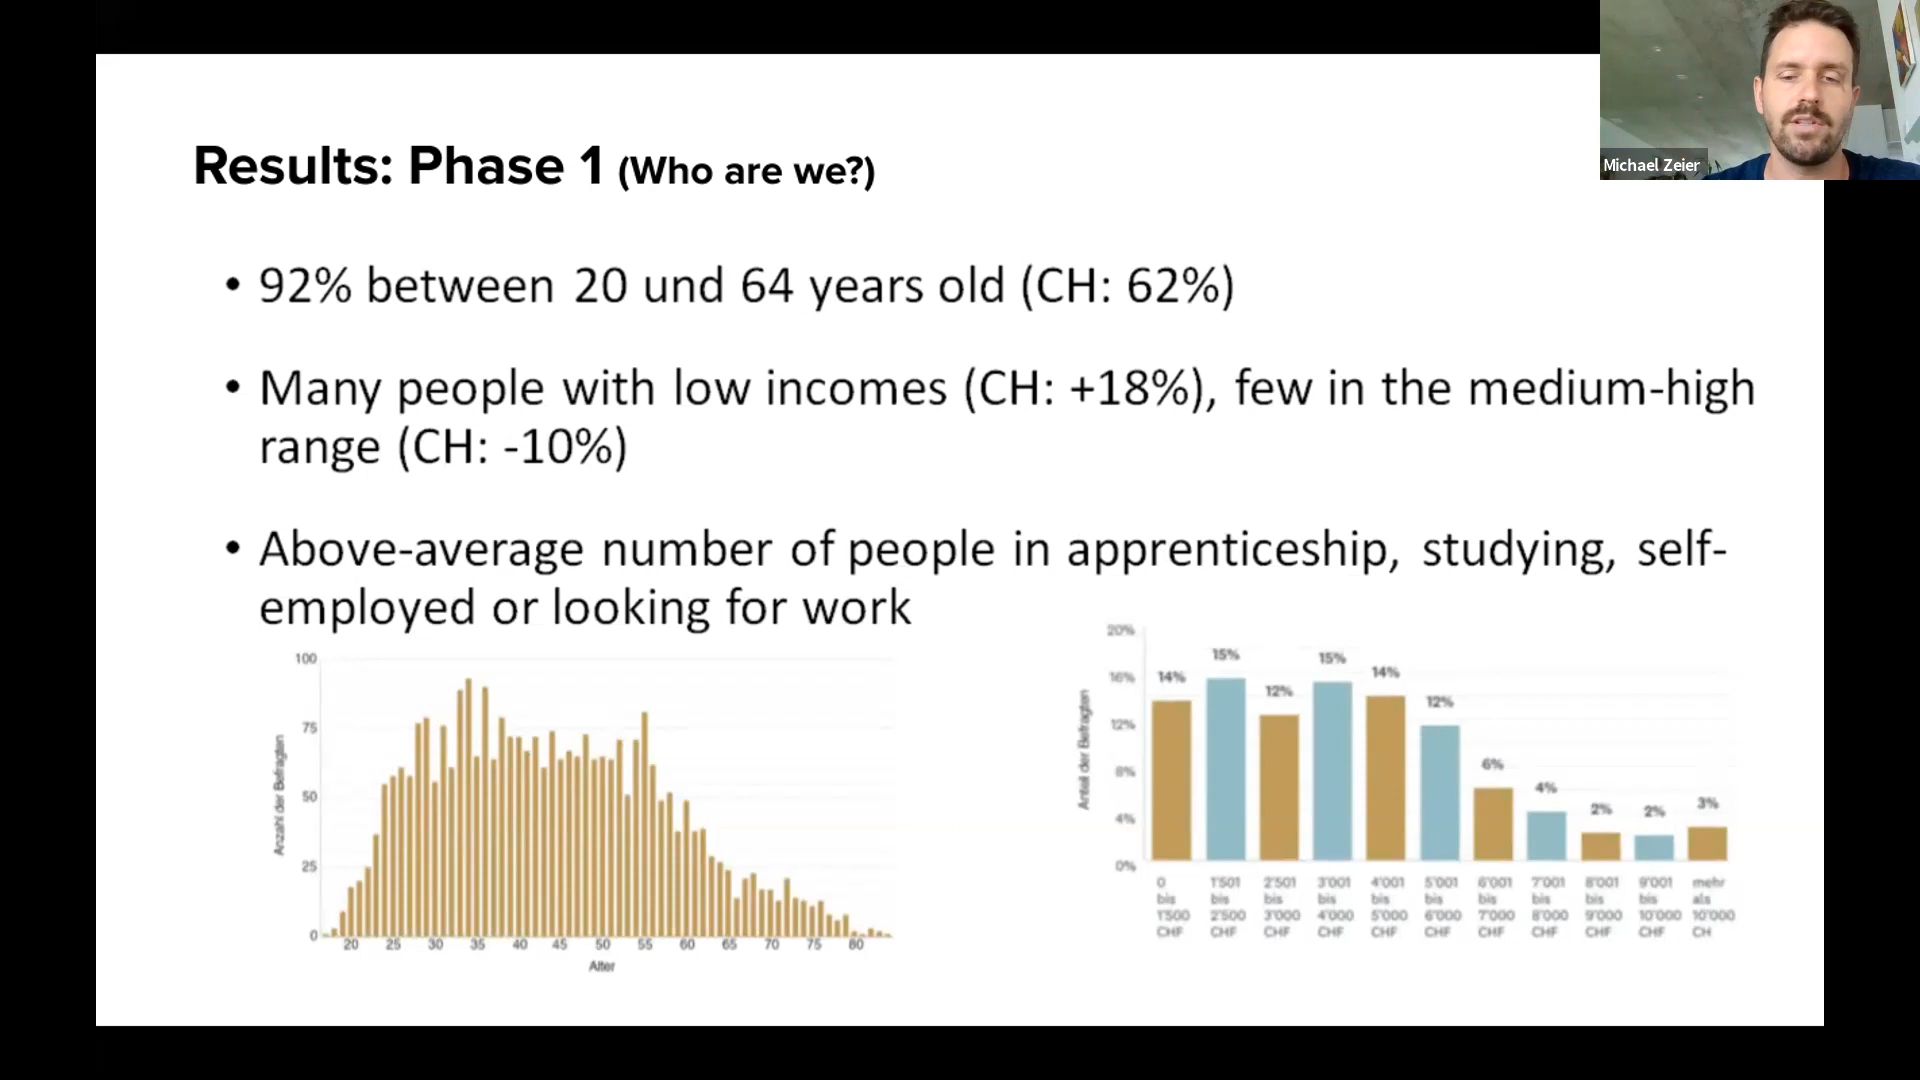 Michael Zeier
Results: Phase 1 (Who are we?)
• 92% between 20 und 64 years old (CH: 62%)
• Many people with low incomes (CH: +18%), few in the medium-high
range (CH: -10%)
• Above-average number of people in apprenticeship, studying, self-
employed or looking for work
100
75
50
25
0
Anzahl der Befragten
20 25 30 35 40 45 50 55 60 65 70 75 80
Alter
20%
16%
12%
8%
4%
0%
Anteil der Befragten
14% 15% 12% 15% 14% 12% 6% 4% 2% 2% 3%
0 1'501 2'501 3'001 4'001 5'001 6'001 7'001 8'001 9'001 mehr
bis bis bis bis bis bis bis bis bis bis als
1'500 2'500 3'000 4'000 5'000 6'000 7'000 8'000 9'000 10'000 10'000
CHF CHF CHF CHF CHF CHF CHF CHF CHF CHF CH